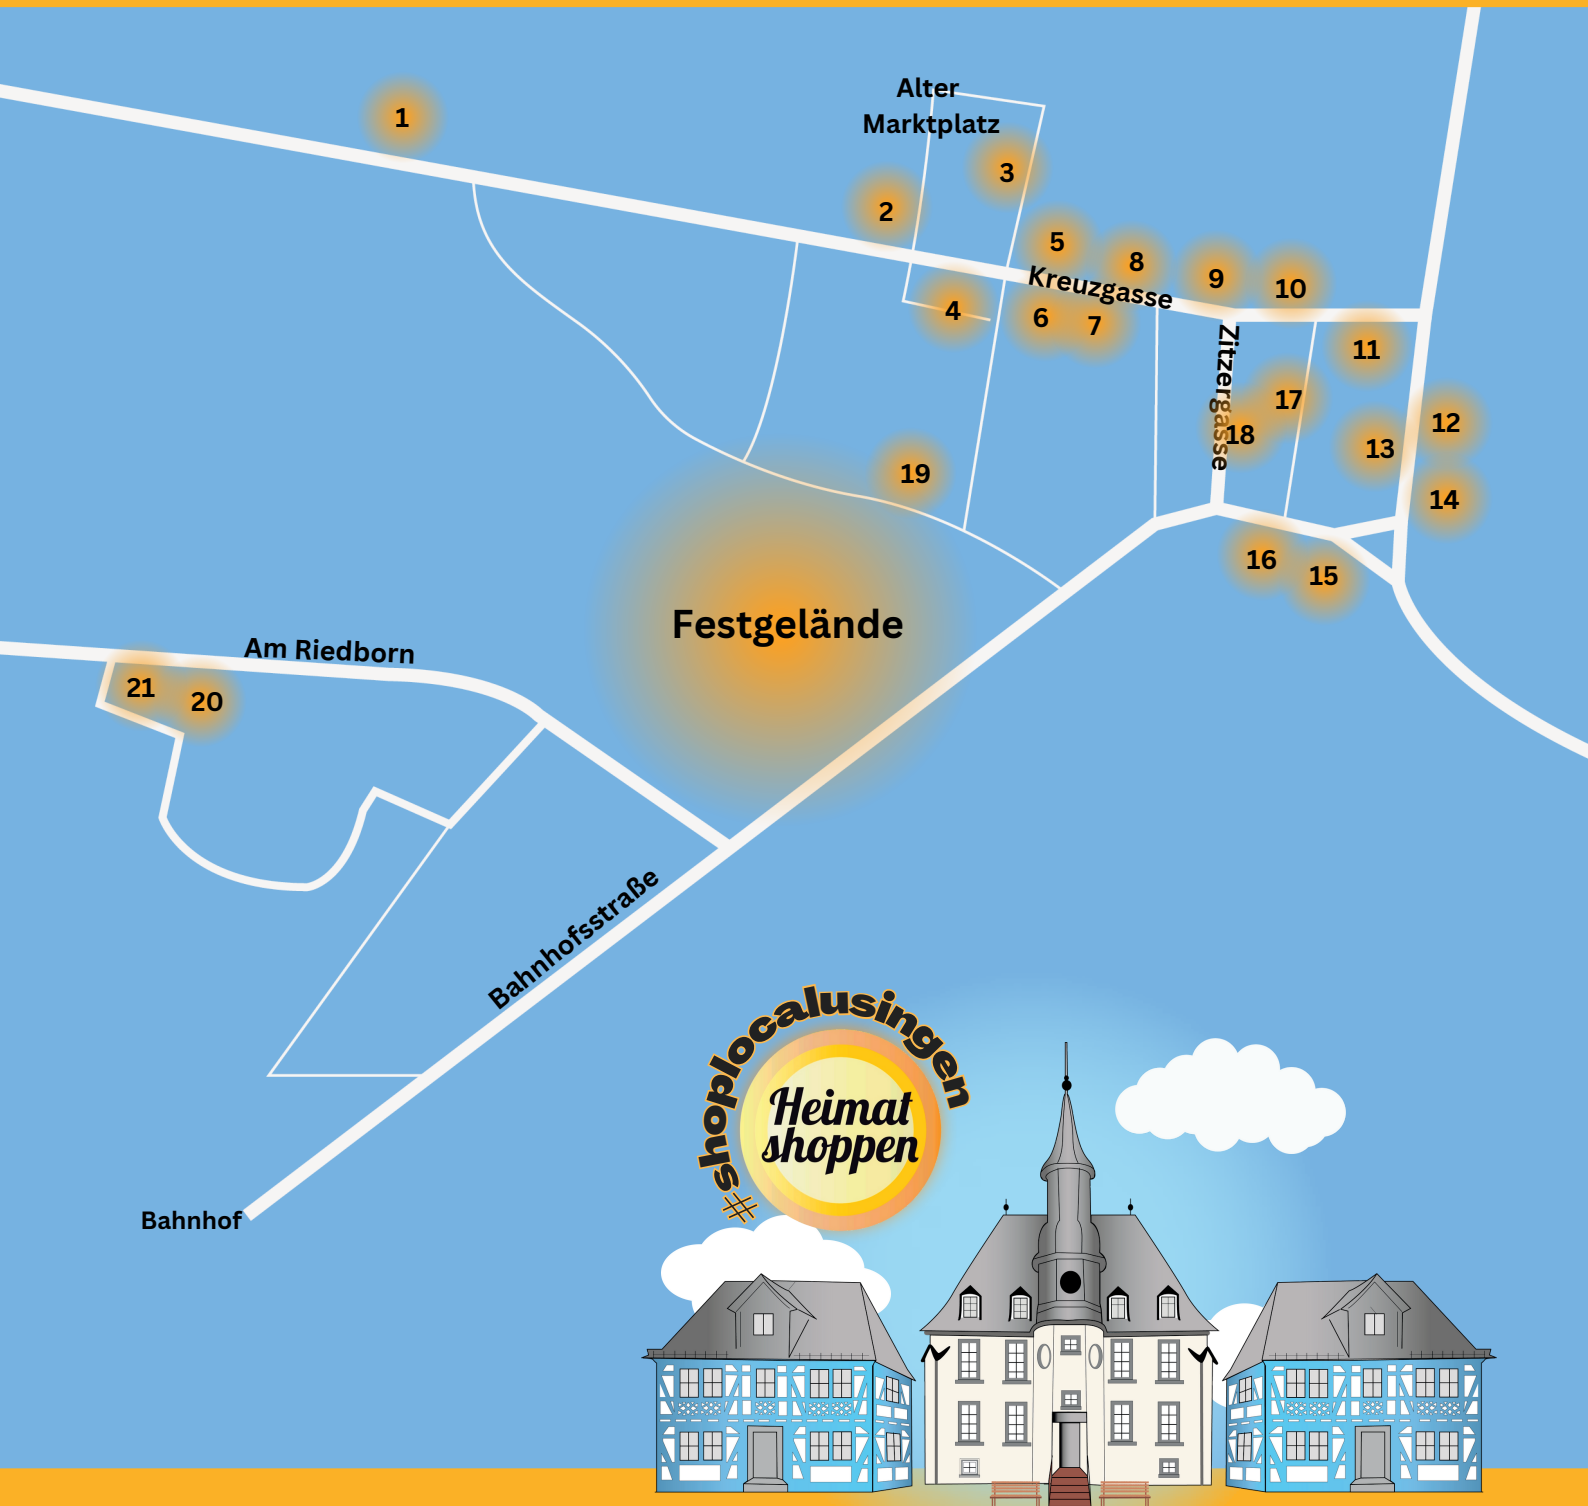 Alter
Marktplatz
1
2
3
4
5
6
7
8
9
10
Kreuzgasse
Zitzergasse
11
12
13
14
15
16
17
18
19
Festgelände
Am Riedborn
21
20
Bahnhofsstraße
Bahnhof
#shoplocalusingen
Heimat
shoppen